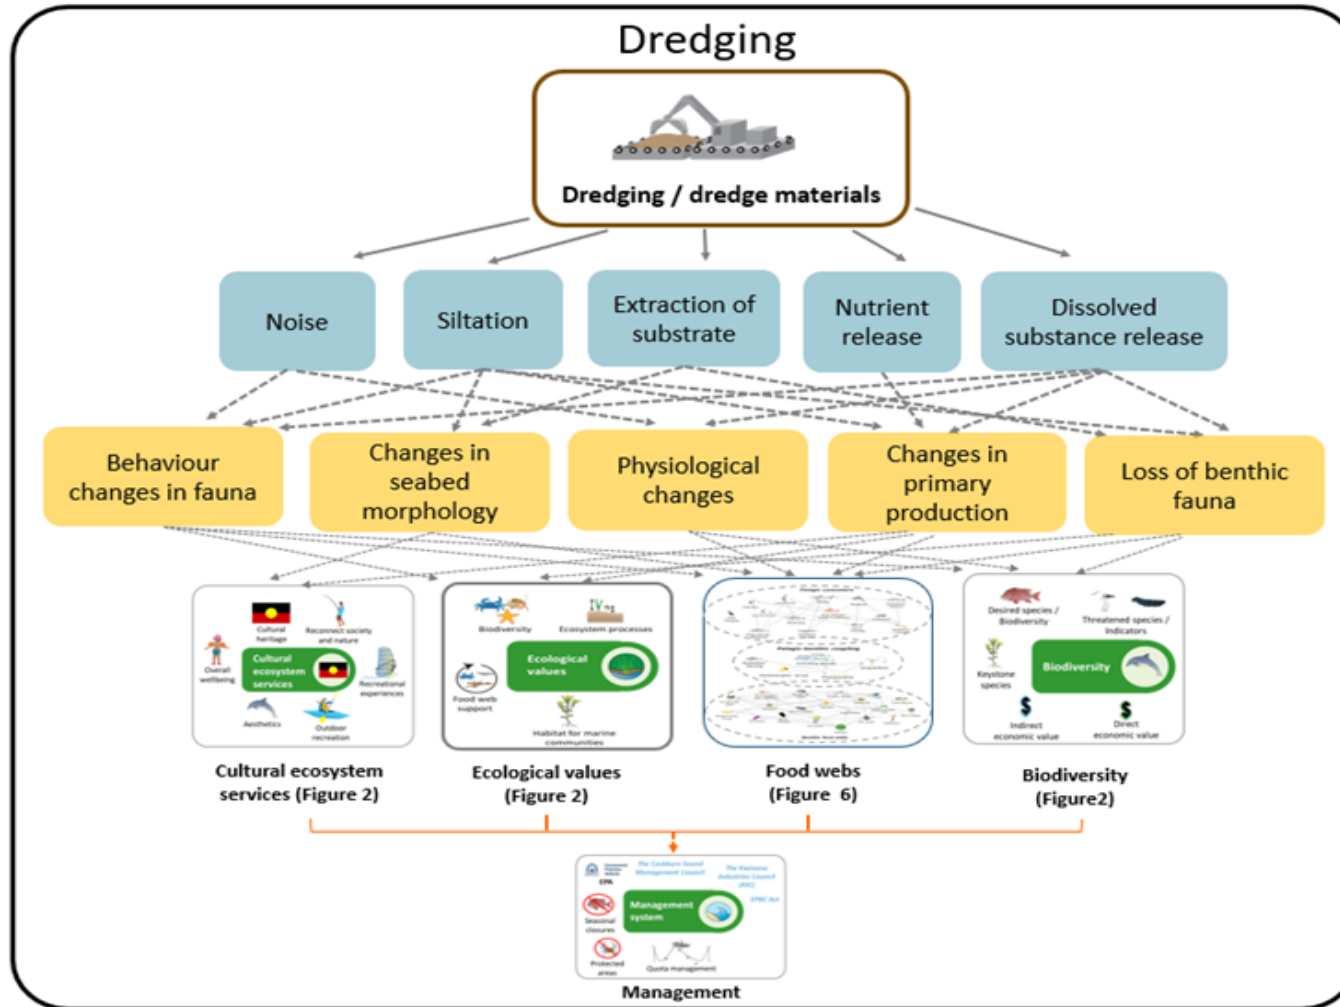 Dredging
Dredging / dredge materials
Noise
Siltation
Extraction of
substrate
Nutrient
release
Dissolved
substance release
Behaviour
changes in fauna
Changes in
seabed
morphology
Physiological
changes
Changes in
primary
production
Loss of benthic
fauna
Cultural
heritage
Reconnect society
and nature
Overall
wellbeing
Cultural
ecosystem
services
Recreational
experiences
Aesthetics
Outdoor
recreation
Biodiversity
Ecosystem processes
Ecological
values
Food web
support
Habitat for marine
communities
Pelagic-benthic coupling
Desired species /
Biodiversity
Threatened species /
Indicators
Keystone
species
Biodiversity
Indirect
economic value
Direct
economic value
Cultural ecosystem
services (Figure 2)
Ecological values
(Figure 2)
Food webs
(Figure 6)
Biodiversity
(Figure2)
EPA
The Cockburn Sound
Management Council
The Kwinana
Industries Council
(KIC)
EPBC Act
Management
system
Seasonal
closures
Protected
areas
Quota management
Management